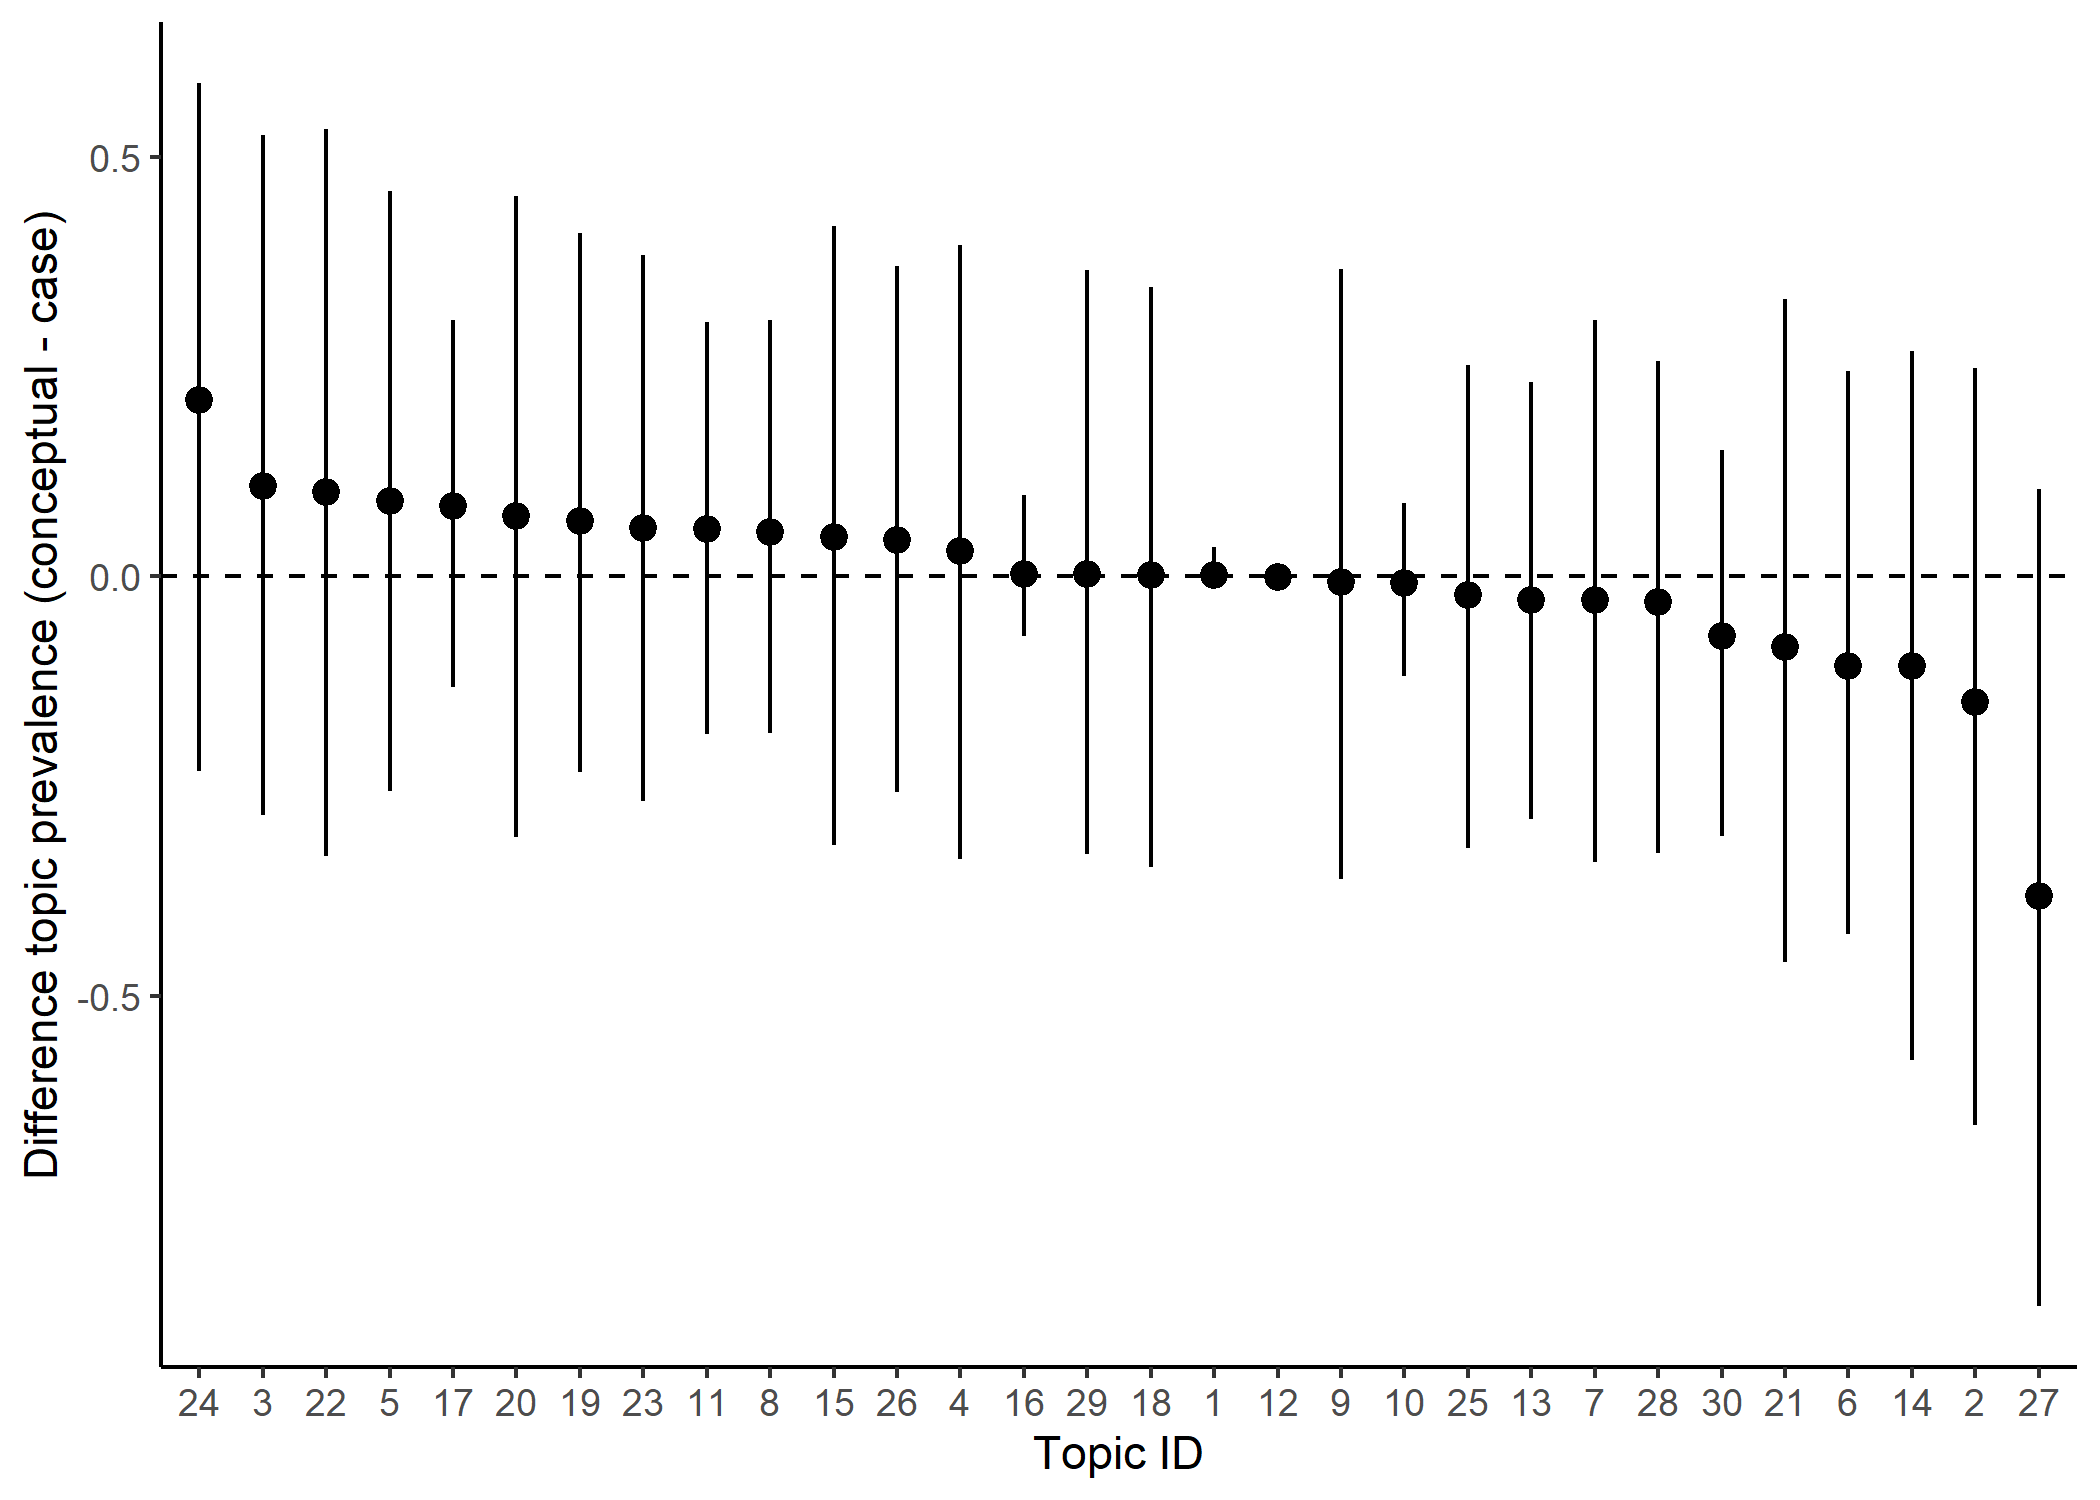 Difference topic prevalence (conceptual - case)
0.5
0.0
-0.5
24 3 22 5 17 20 19 23 11 8 15 26 4 16 29 18 1 12 9 10 25 13 7 28 30 21 6 14 2 27
Topic ID